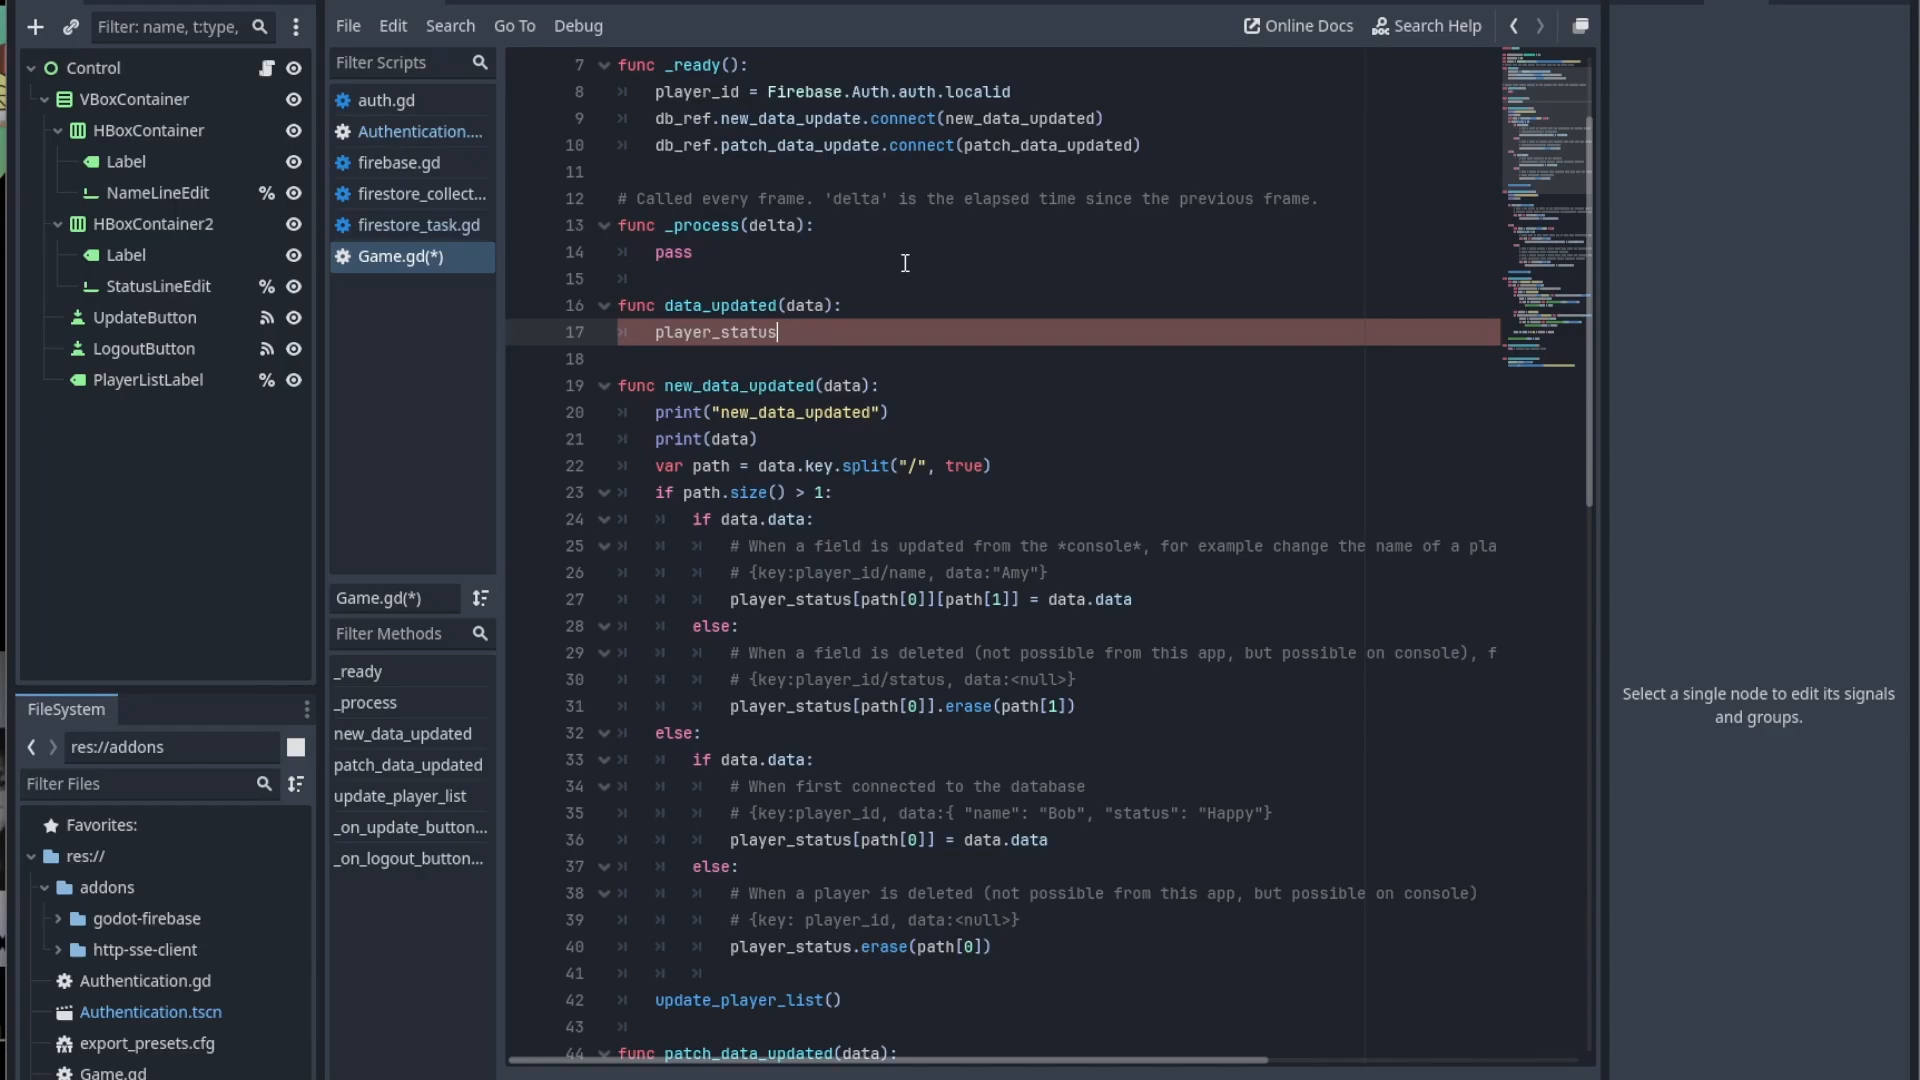 Filter: name, t:type,
Control
VBoxContainer
HBoxContainer
Label
NameLineEdit %
HBoxContainer2
Label
StatusLineEdit %
UpdateButton
LogoutButton
PlayerListLabel %
FileSystem
res://addons
Filter Files
Favorites:
res://
addons
godot-firebase
http-sse-client
Authentication.gd
Authentication.tscn
export_presets.cfg
Game.gd
File Edit Search Go To Debug
Online Docs Search Help
Filter Scripts
auth.gd
Authentication....
firebase.gd
firestore_collect...
firestore_task.gd
Game.gd(*)
Game.gd(*)
Filter Methods
_ready
_process
new_data_updated
patch_data_updated
update_player_list
_on_update_button...
_on_logout_button...
7 func _ready():
8 player_id = Firebase.Auth.auth.localid
9 db_ref.new_data_update.connect(new_data_updated)
10 db_ref.patch_data_update.connect(patch_data_updated)
11
12 # Called every frame. 'delta' is the elapsed time since the previous frame.
13 func _process(delta):
14 pass
15
16 func data_updated(data):
17 player_status
18
19 func new_data_updated(data):
20 print("new_data_updated")
21 print(data)
22 var path = data.key.split("/", true)
23 if path.size() > 1:
24 if data.data:
25 # When a field is updated from the *console*, for example change the name of a pla
26 # {key:player_id/name, data:"Amy"}
27 player_status[path[0]][path[1]] = data.data
28 else:
29 # When a field is deleted (not possible from this app, but possible on console), f
30 # {key:player_id/status, data:<null>}
31 player_status[path[0]].erase(path[1])
32 else:
33 if data.data:
34 # When first connected to the database
35 # {key:player_id, data:{ "name": "Bob", "status": "Happy"}
36 player_status[path[0]] = data.data
37 else:
38 # When a player is deleted (not possible from this app, but possible on console)
39 # {key: player_id, data:<null>}
40 player_status.erase(path[0])
41
42 update_player_list()
43
44 func patch_data_updated(data):
Select a single node to edit its signals
and groups.